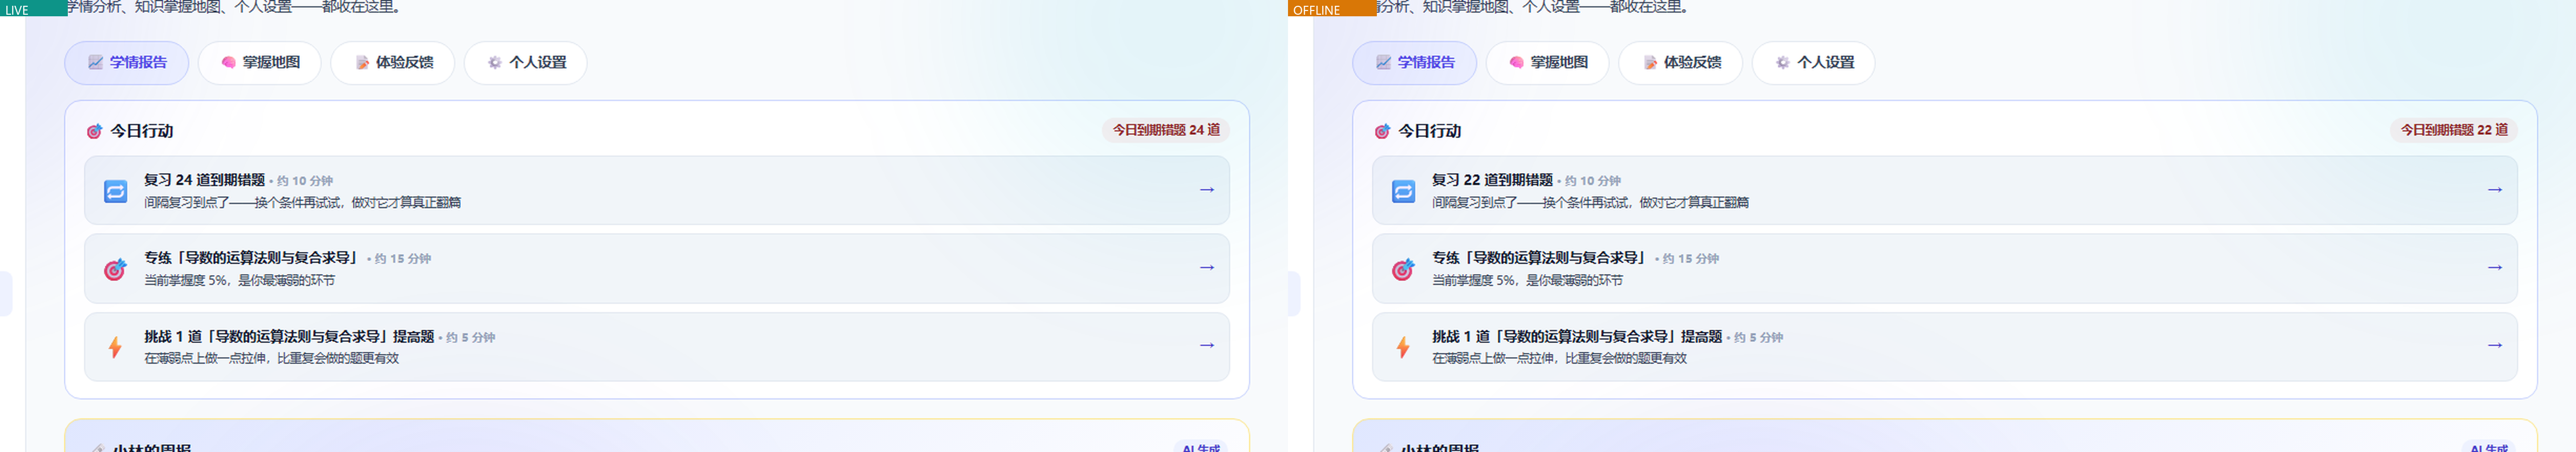 LIVE
学情分析、知识掌握地图、个人设置——都收在这里。
学情报告 掌握地图 体验反馈 个人设置
今日行动
今日到期错题 24 道
复习 24 道到期错题 • 约 10 分钟
间隔复习到点了——换个条件再试试，做对它才算真正翻篇
→
专练「导数的运算法则与复合求导」 • 约 15 分钟
当前掌握度 5%，是你最薄弱的环节
→
挑战 1 道「导数的运算法则与复合求导」提高题 • 约 5 分钟
在薄弱点上做一点拉伸，比重复会做的题更有效
→
小林的周报
AI 生成
OFFLINE
情分析、知识掌握地图、个人设置——都收在这里。
学情报告 掌握地图 体验反馈 个人设置
今日行动
今日到期错题 22 道
复习 22 道到期错题 • 约 10 分钟
间隔复习到点了——换个条件再试试，做对它才算真正翻篇
→
专练「导数的运算法则与复合求导」 • 约 15 分钟
当前掌握度 5%，是你最薄弱的环节
→
挑战 1 道「导数的运算法则与复合求导」提高题 • 约 5 分钟
在薄弱点上做一点拉伸，比重复会做的题更有效
→
小林的周报
AI 生成